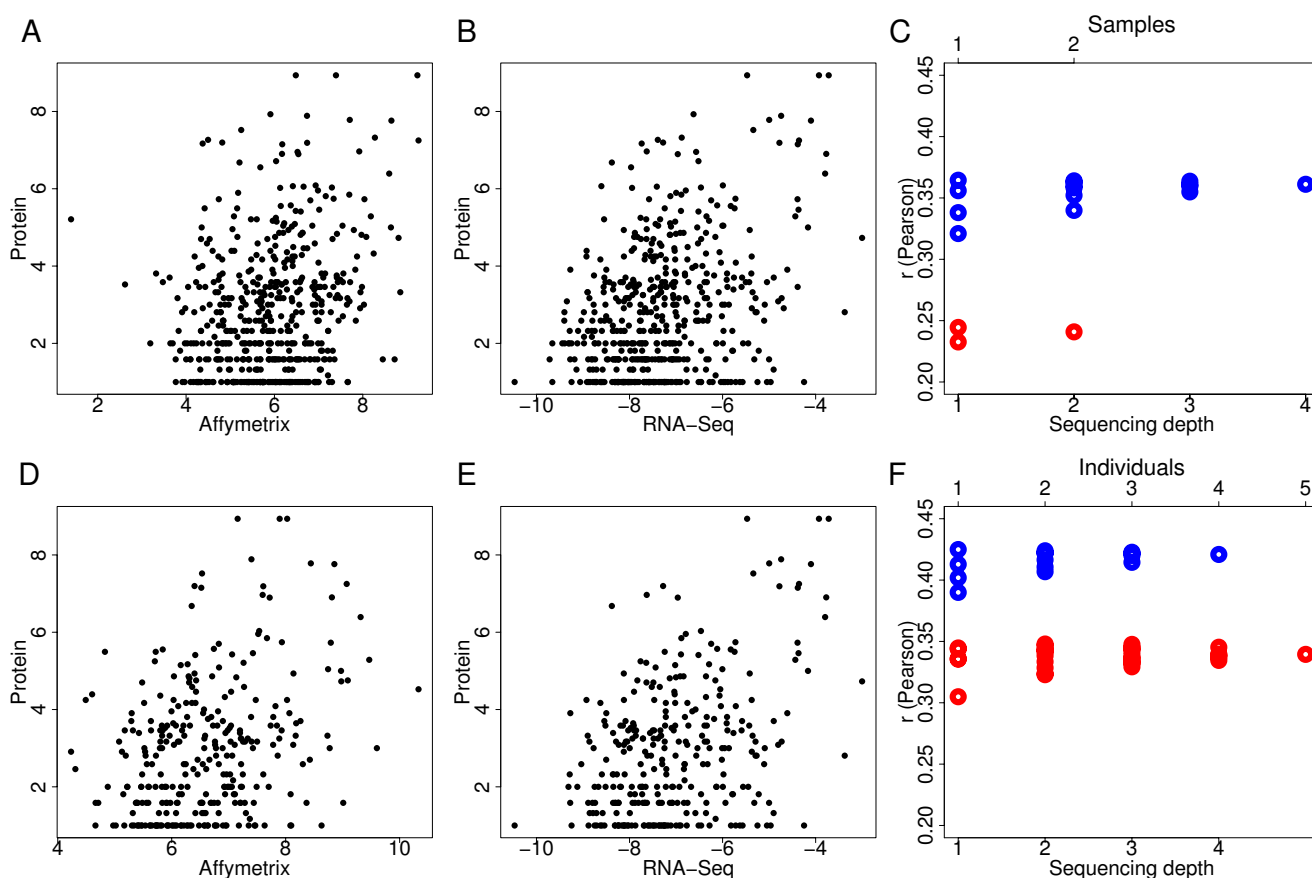 A
Protein
2 4 6 8
2 4 6 8
Affymetrix
B
Protein
2 4 6 8
−10 −8 −6 −4
RNA−Seq
C
Samples
1 2
r (Pearson)
0.20 0.25 0.30 0.35 0.40 0.45
1 2 3 4
Sequencing depth
D
Protein
2 4 6 8
4 6 8 10
Affymetrix
E
Protein
2 4 6 8
−10 −8 −6 −4
RNA−Seq
F
Individuals
1 2 3 4 5
r (Pearson)
0.20 0.25 0.30 0.35 0.40 0.45
1 2 3 4
Sequencing depth